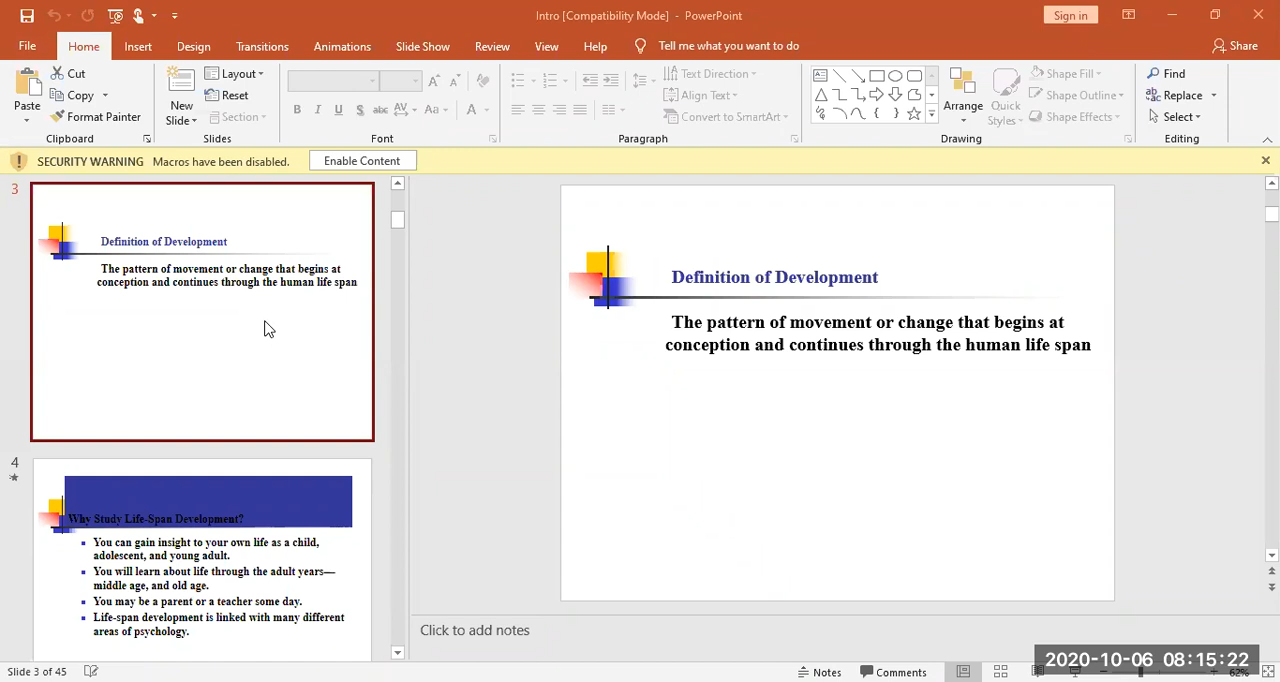 Intro [Compatibility Mode] - PowerPoint
Sign in
File
Home
Insert
Design
Transitions
Animations
Slide Show
Review
View
Help
Tell me what you want to do
Share
Paste
Cut
Copy
Format Painter
Clipboard
New
Slide
Layout
Reset
Section
Slides
B I U S abc AV Aa A
Font
Text Direction
Align Text
Convert to SmartArt
Paragraph
Arrange
Quick
Styles
Shape Fill
Shape Outline
Shape Effects
Drawing
Find
Replace
Select
Editing
SECURITY WARNING Macros have been disabled.
Enable Content
3
Definition of Development
The pattern of movement or change that begins at
conception and continues through the human life span
4
Why Study Life-Span Development?
You can gain insight to your own life as a child,
adolescent, and young adult.
You will learn about life through the adult years—
middle age, and old age.
You may be a parent or a teacher some day.
Life-span development is linked with many different
areas of psychology.
Definition of Development
The pattern of movement or change that begins at
conception and continues through the human life span
Click to add notes
Slide 3 of 45
Notes
Comments
62%
2020-10-06 08:15:22